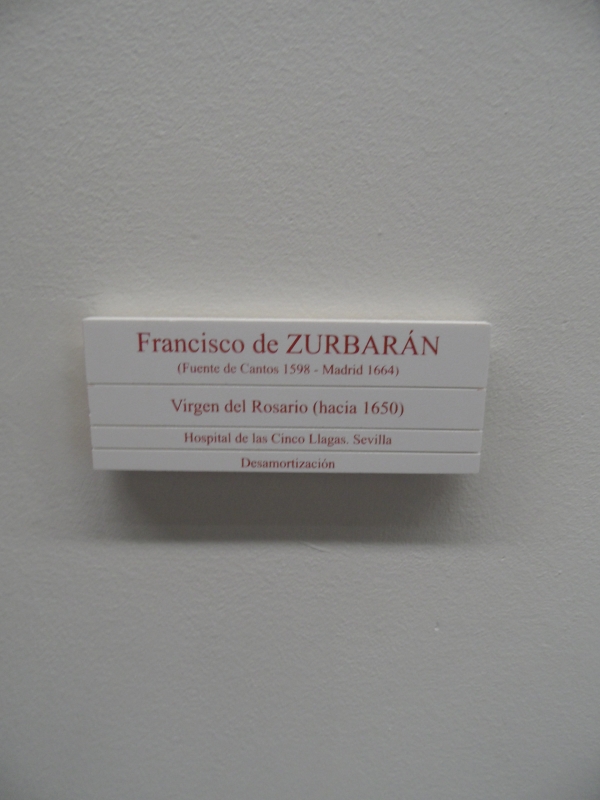 Francisco de ZURBARÁN
(Fuente de Cantos 1598 - Madrid 1664)
Virgen del Rosario (hacia 1650)
Hospital de las Cinco Llagas. Sevilla
Desamortización